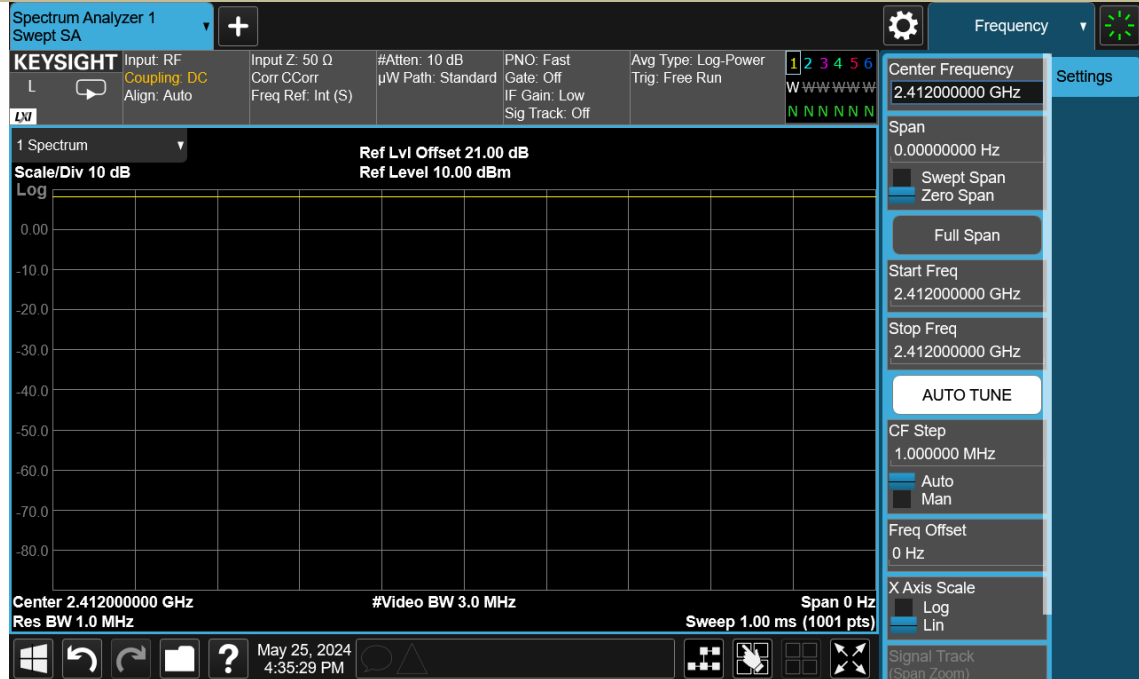 Spectrum Analyzer 1
Swept SA
Frequency
KEYSIGHT
L
LXI
Input: RF
Coupling: DC
Align: Auto
Input Z: 50 Ω
Corr CCorr
Freq Ref: Int (S)
#Atten: 10 dB
µW Path: Standard
PNO: Fast
Gate: Off
IF Gain: Low
Sig Track: Off
Avg Type: Log-Power
Trig: Free Run
1 2 3 4 5 6
W W W W W W
N N N N N N
1 Spectrum
Scale/Div 10 dB
Log
Ref Lvl Offset 21.00 dB
Ref Level 10.00 dBm
0.00
-10.0
-20.0
-30.0
-40.0
-50.0
-60.0
-70.0
-80.0
Center 2.412000000 GHz
Res BW 1.0 MHz
#Video BW 3.0 MHz
Span 0 Hz
Sweep 1.00 ms (1001 pts)
?
May 25, 2024
4:35:29 PM
Center Frequency
2.412000000 GHz
Settings
Span
0.00000000 Hz
Swept Span
Zero Span
Full Span
Start Freq
2.412000000 GHz
Stop Freq
2.412000000 GHz
AUTO TUNE
CF Step
1.000000 MHz
Auto
Man
Freq Offset
0 Hz
X Axis Scale
Log
Lin
Signal Track
(Span Zoom)